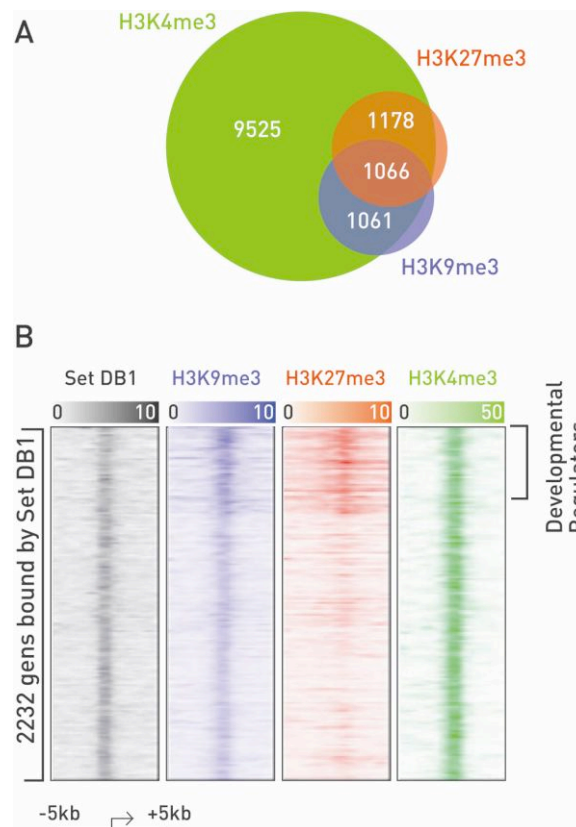 A
H3K4me3
H3K27me3
9525
1178
1066
1061
H3K9me3
B
Set DB1 H3K9me3 H3K27me3 H3K4me3
0 10 0 10 0 10 0 50
2232 gens bound by Set DB1
Developmental
-5kb +5kb